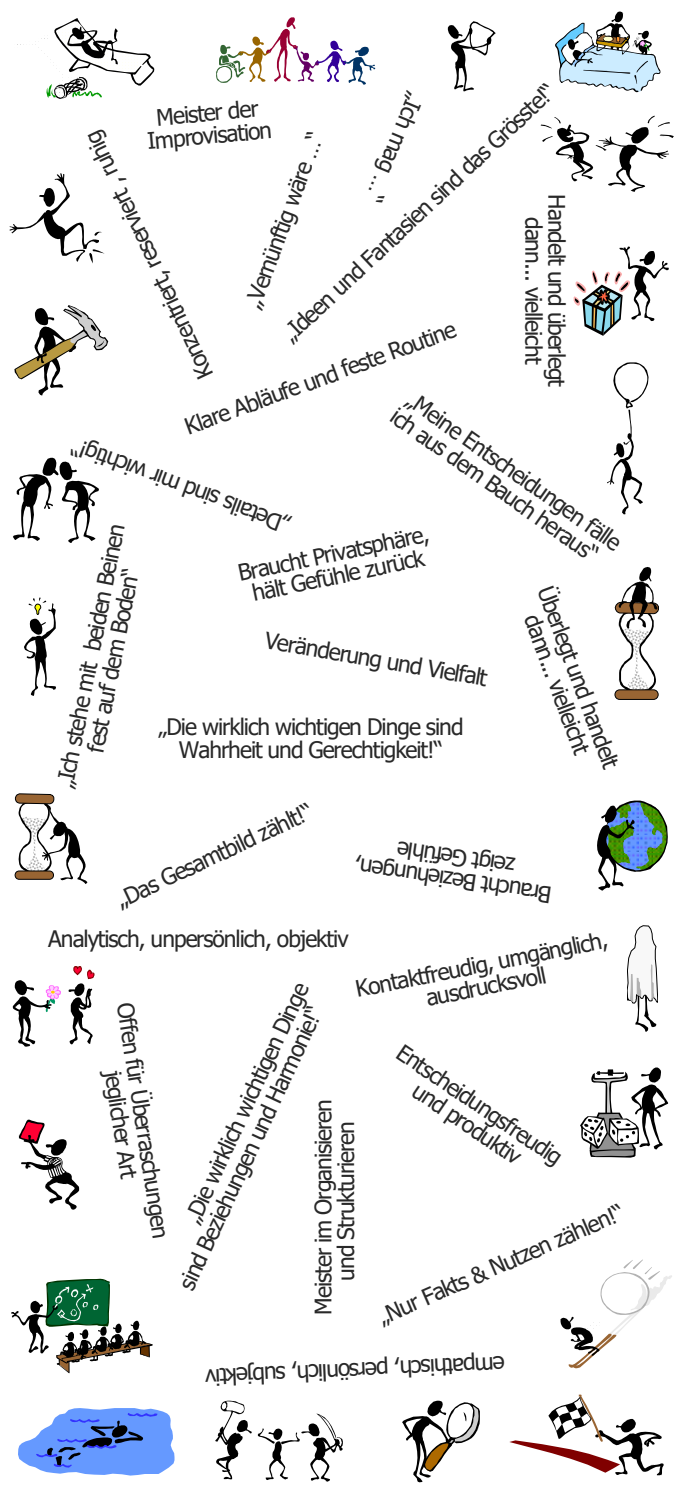 Meister der
Improvisation
Konzentriert, reserviert , ruhig
„Vernünftig wäre ... “
„Ich mag ... “
„Ideen und Fantasien sind das Grösste!“
Handelt und überlegt
dann... vielleicht
Klare Abläufe und feste Routine
„Meine Entscheidungen fälle
ich aus dem Bauch heraus“
„Details sind mir wichtig!“
Braucht Privatsphäre,
hält Gefühle zurück
„Ich stehe mit  beiden Beinen
fest auf dem Boden“
Veränderung und Vielfalt
Überlegt und handelt
dann... vielleicht
„Die wirklich wichtigen Dinge sind
Wahrheit und Gerechtigkeit!“
„Das Gesamtbild zählt!“
Braucht Beziehungen,
zeigt Gefühle
Analytisch, unpersönlich, objektiv
Kontaktfreudig, umgänglich,
ausdrucksvoll
Offen für Überraschungen
jeglicher Art
„Die wirklich wichtigen Dinge
sind Beziehungen und Harmonie!“
Entscheidungsfreudig
und produktiv
Meister im Organisieren
und Strukturieren
„Nur Fakts & Nutzen zählen!“
empathisch, persönlich, subjektiv